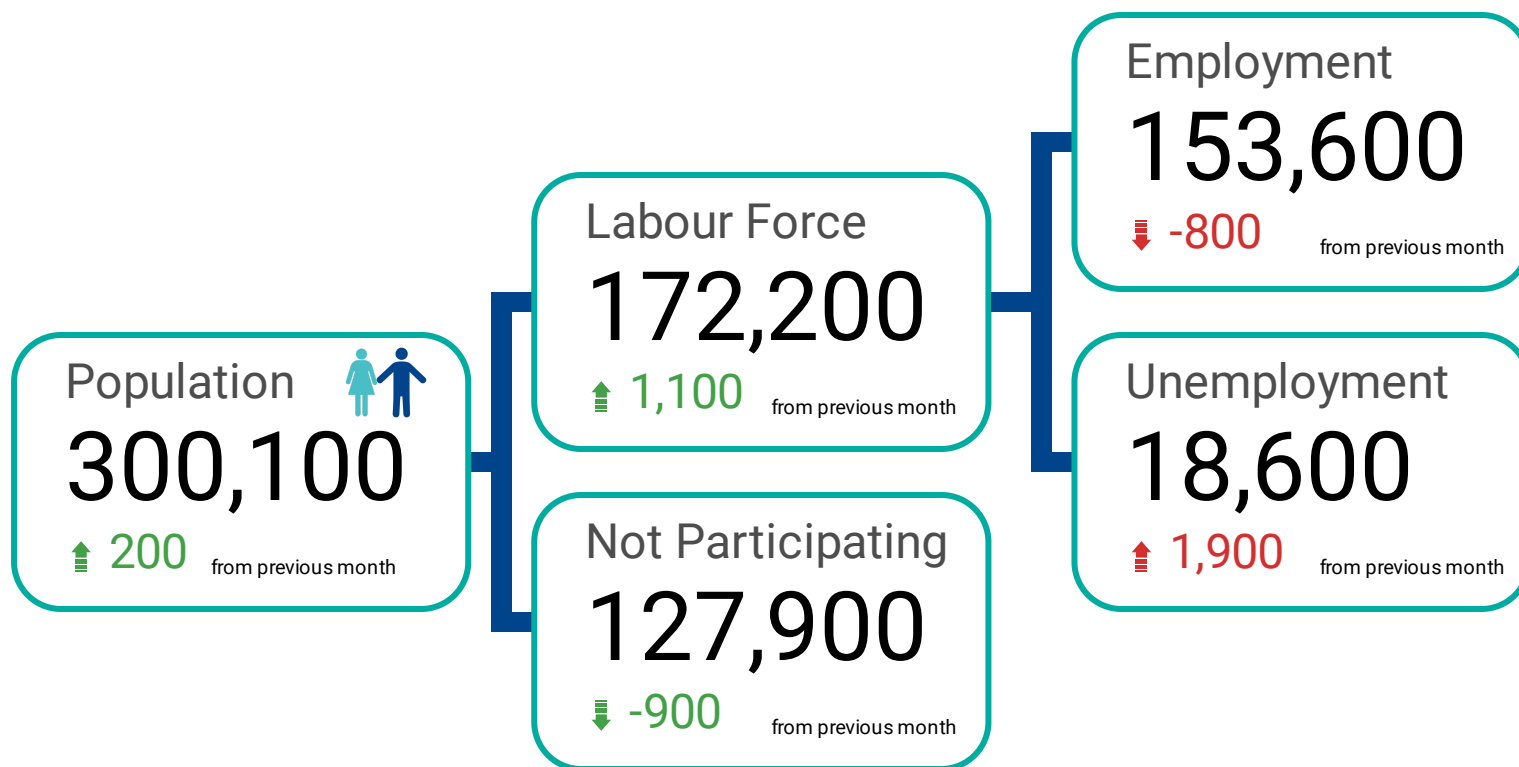 Population
300,100
200 from previous month
Labour Force
172,200
1,100 from previous month
Not Participating
127,900
-900 from previous month
Employment
153,600
-800 from previous month
Unemployment
18,600
1,900 from previous month